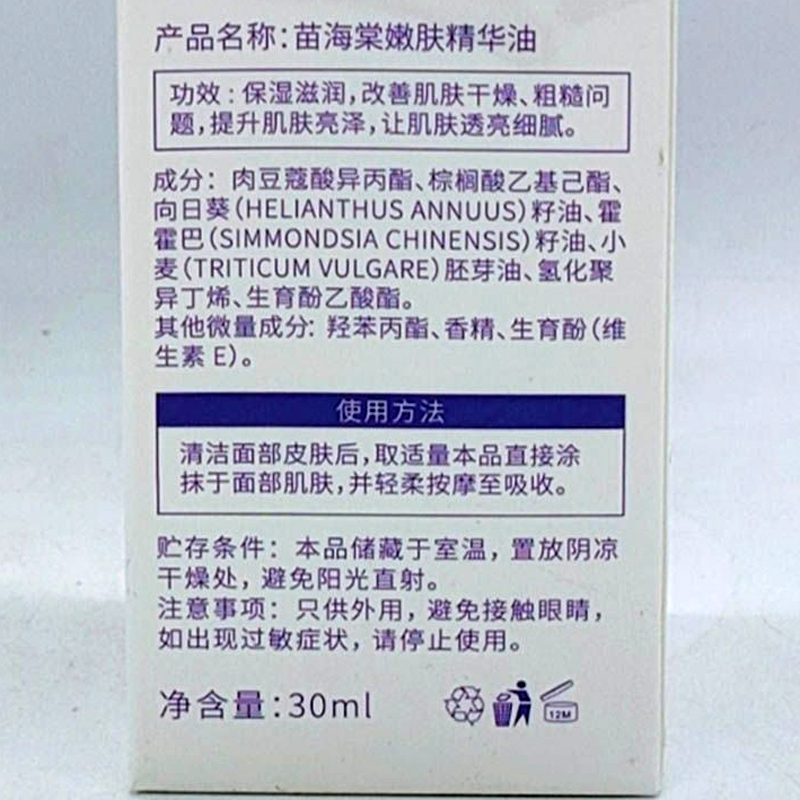 产品名称:苗海棠嫩肤精华油
功效：保湿滋润,改善肌肤干燥、粗糙问
题,提升肌肤亮泽,让肌肤透亮细腻。
成分：肉豆蔻酸异丙酯、棕榈酸乙基己酯、
向日葵(HELIANTHUS ANNUUS)籽油、霍
霍巴(SIMMONDSIA CHINENSIS)籽油、小
麦(TRITICUM VULGARE)胚芽油、氢化聚
异丁烯、生育酚乙酸酯。
其他微量成分:羟苯丙酯、香精、生育酚(维
生素 E)。
使用方法
清洁面部皮肤后,取适量本品直接涂
抹于面部肌肤,并轻柔按摩至吸收。
贮存条件：本品储藏于室温，置放阴凉
干燥处，避免阳光直射。
注意事项：只供外用，避免接触眼睛，
如出现过敏症状，请停止使用。
净含量:30ml
12M